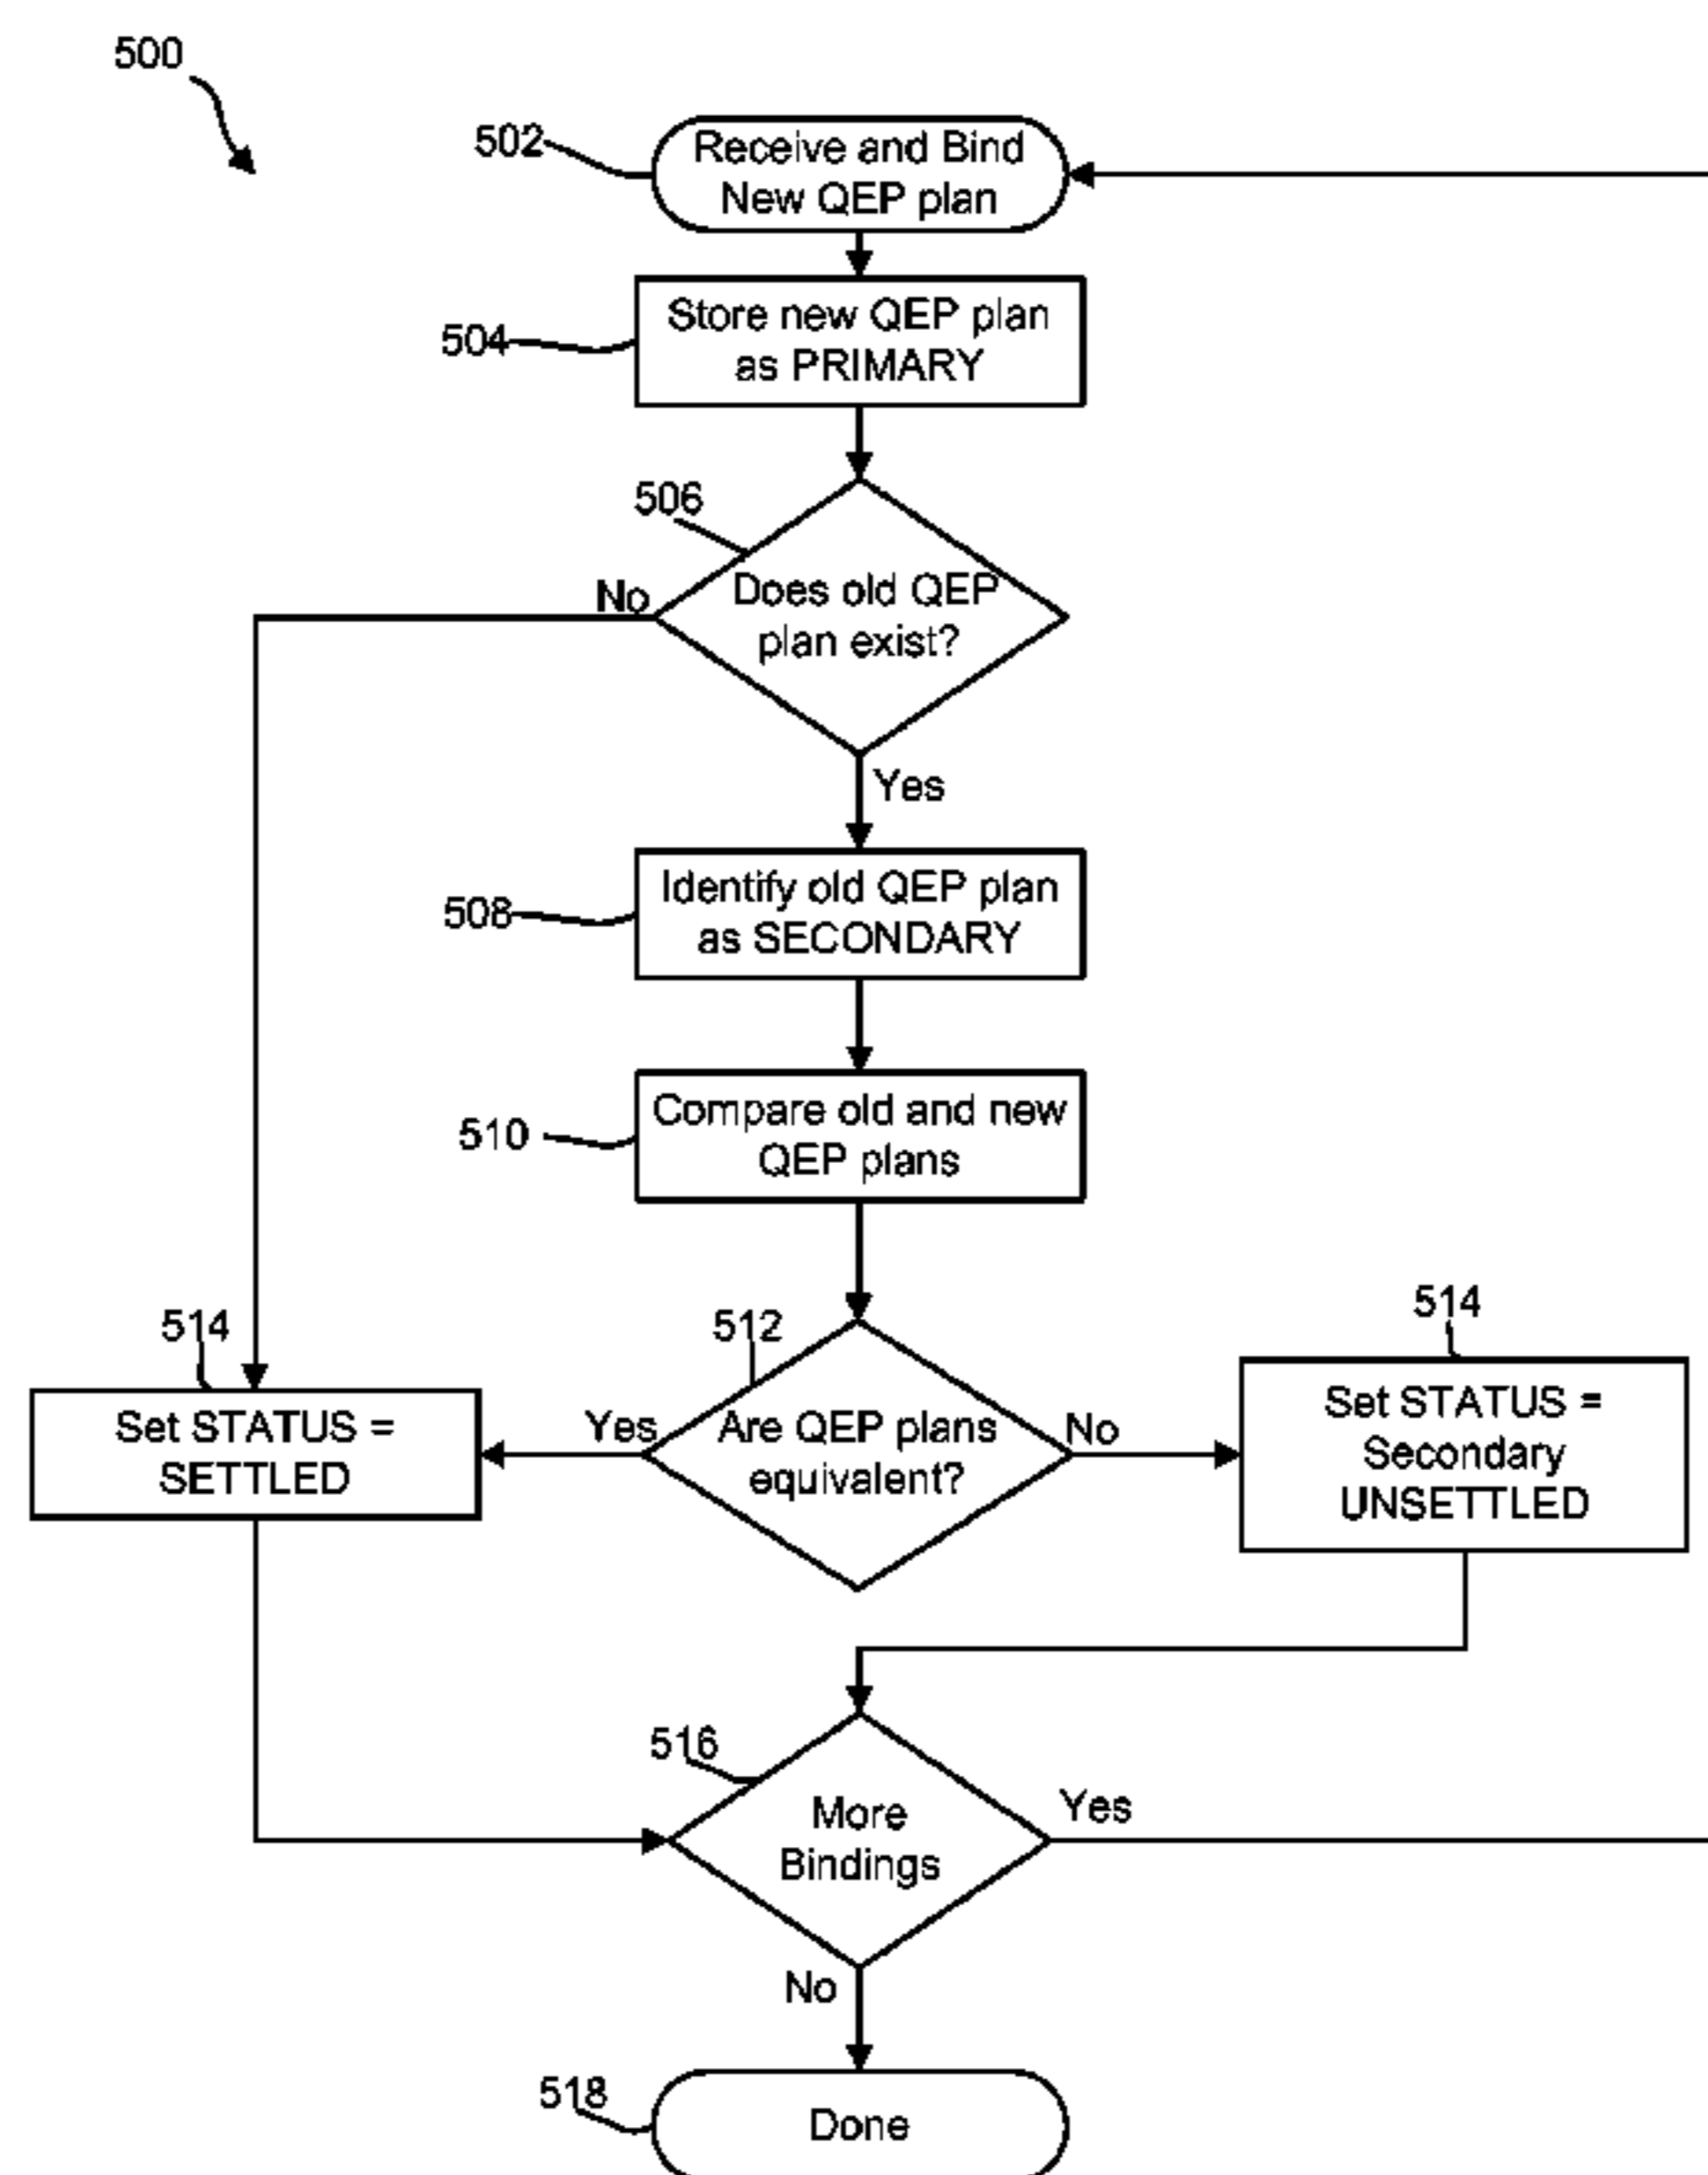 500
502
Receive and Bind
New QEP plan
504
Store new QEP plan
as PRIMARY
506
No
Does old QEP
plan exist?
Yes
508
Identify old QEP plan
as SECONDARY
510
Compare old and new
QEP plans
514
Set STATUS =
SETTLED
512
Yes
Are QEP plans
equivalent?
No
514
Set STATUS =
Secondary
UNSETTLED
516
More
Bindings
Yes
No
518
Done